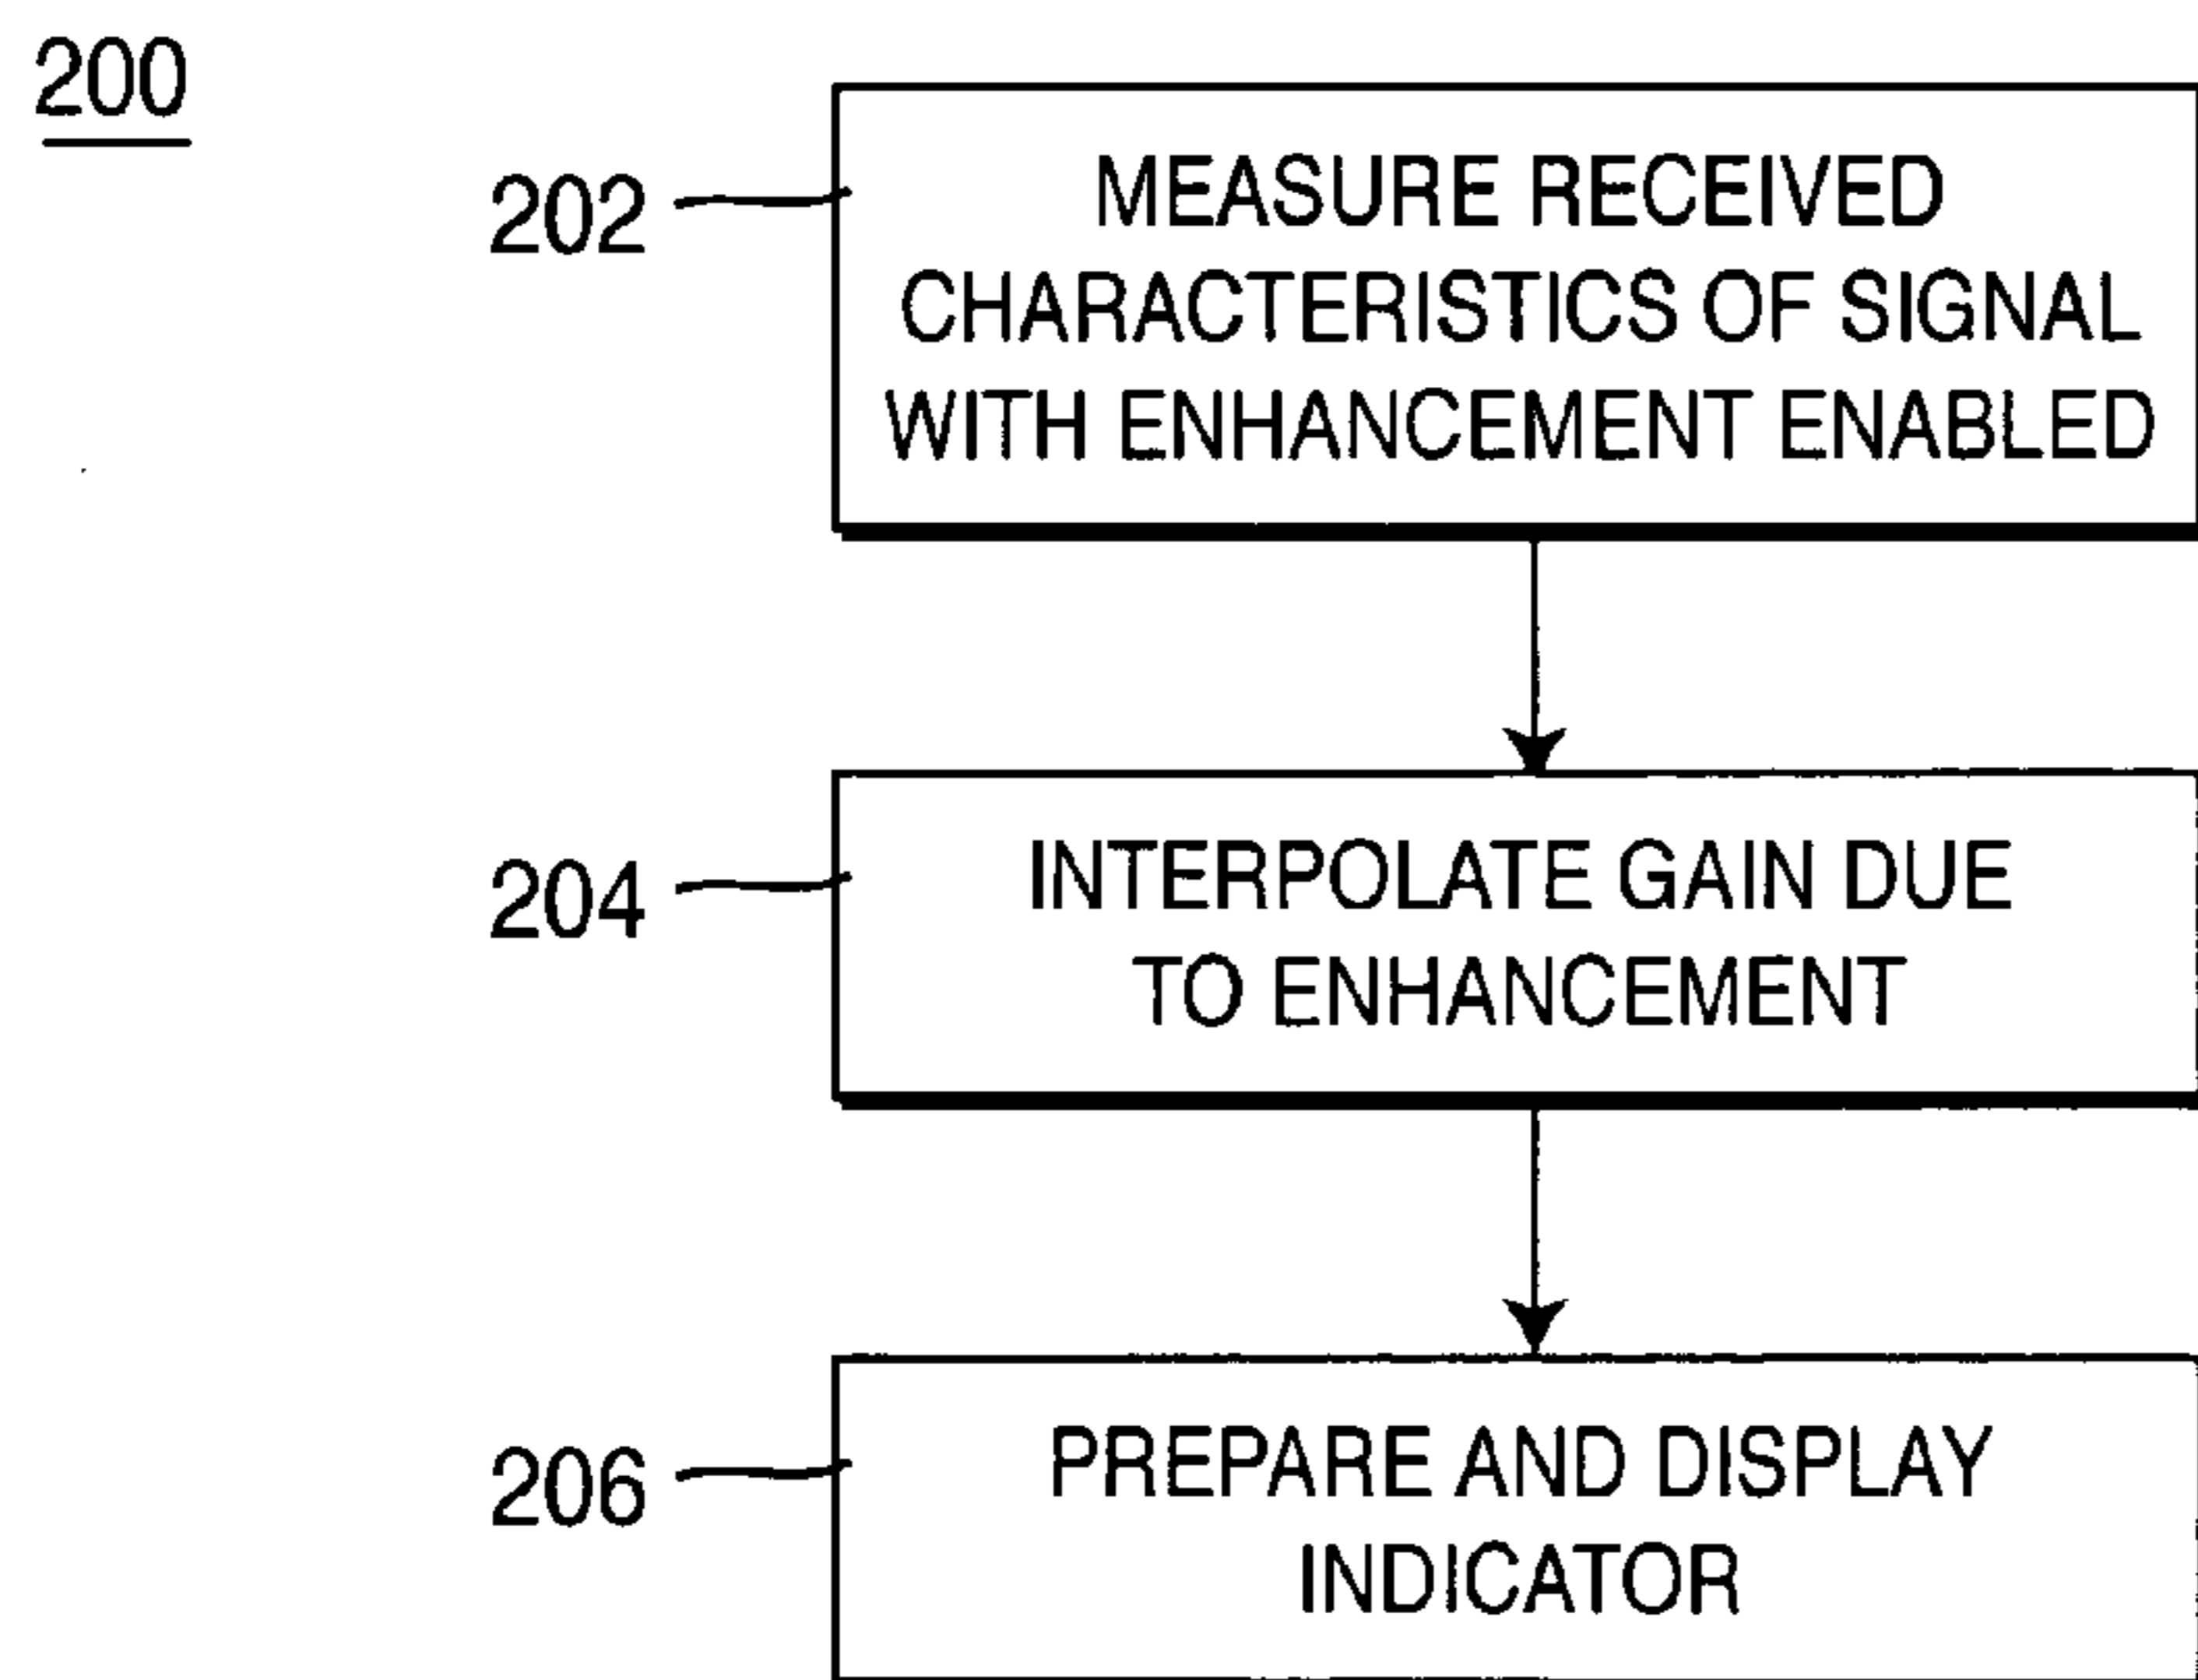 200
202
MEASURE RECEIVED
CHARACTERISTICS OF SIGNAL
WITH ENHANCEMENT ENABLED
204
INTERPOLATE GAIN DUE
TO ENHANCEMENT
206
PREPARE AND DISPLAY
INDICATOR